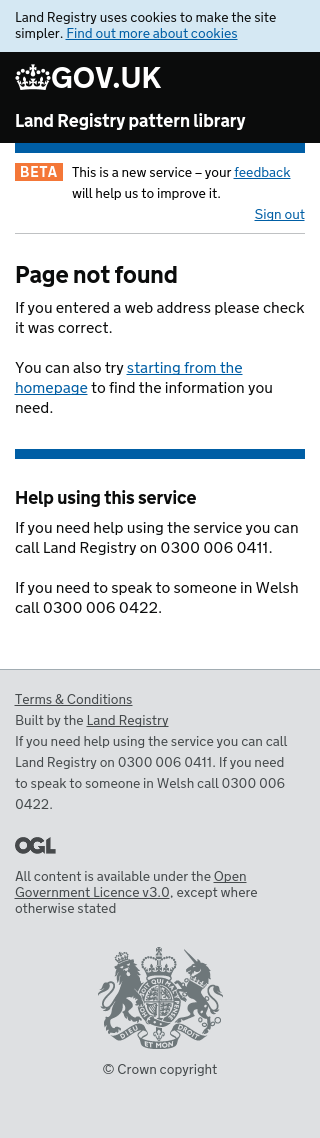 Land Registry uses cookies to make the site
simpler. Find out more about cookies
GOV.UK
Land Registry pattern library
BETA This is a new service – your feedback
will help us to improve it.
Sign out
Page not found
If you entered a web address please check
it was correct.
You can also try starting from the
homepage to find the information you
need.
Help using this service
If you need help using the service you can
call Land Registry on 0300 006 0411.
If you need to speak to someone in Welsh
call 0300 006 0422.
Terms & Conditions
Built by the Land Registry
If you need help using the service you can call
Land Registry on 0300 006 0411. If you need
to speak to someone in Welsh call 0300 006
0422.
OGL
All content is available under the Open
Government Licence v3.0, except where
otherwise stated
DIEU ET MON DROIT
© Crown copyright